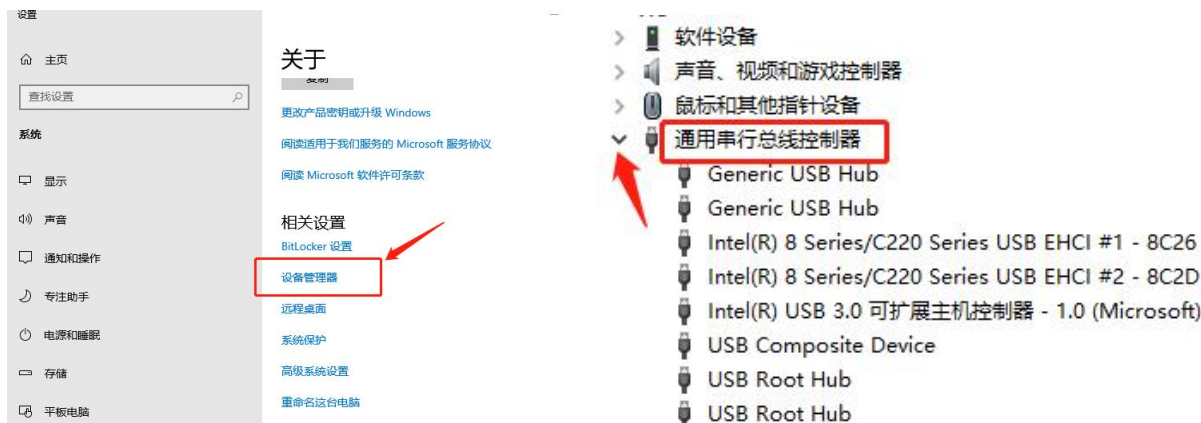 设置
主页
查找设置
系统
显示
声音
通知和操作
专注助手
电源和睡眠
存储
平板电脑
关于
复制
更改产品密钥或升级 Windows
阅读适用于我们服务的 Microsoft 服务协议
阅读 Microsoft 软件许可条款
相关设置
BitLocker 设置
设备管理器
远程桌面
系统保护
高级系统设置
重命名这台电脑
软件设备
声音、视频和游戏控制器
鼠标和其他指针设备
通用串行总线控制器
Generic USB Hub
Generic USB Hub
Intel(R) 8 Series/C220 Series USB EHCI #1 - 8C26
Intel(R) 8 Series/C220 Series USB EHCI #2 - 8C2D
Intel(R) USB 3.0 可扩展主机控制器 - 1.0 (Microsoft)
USB Composite Device
USB Root Hub
USB Root Hub